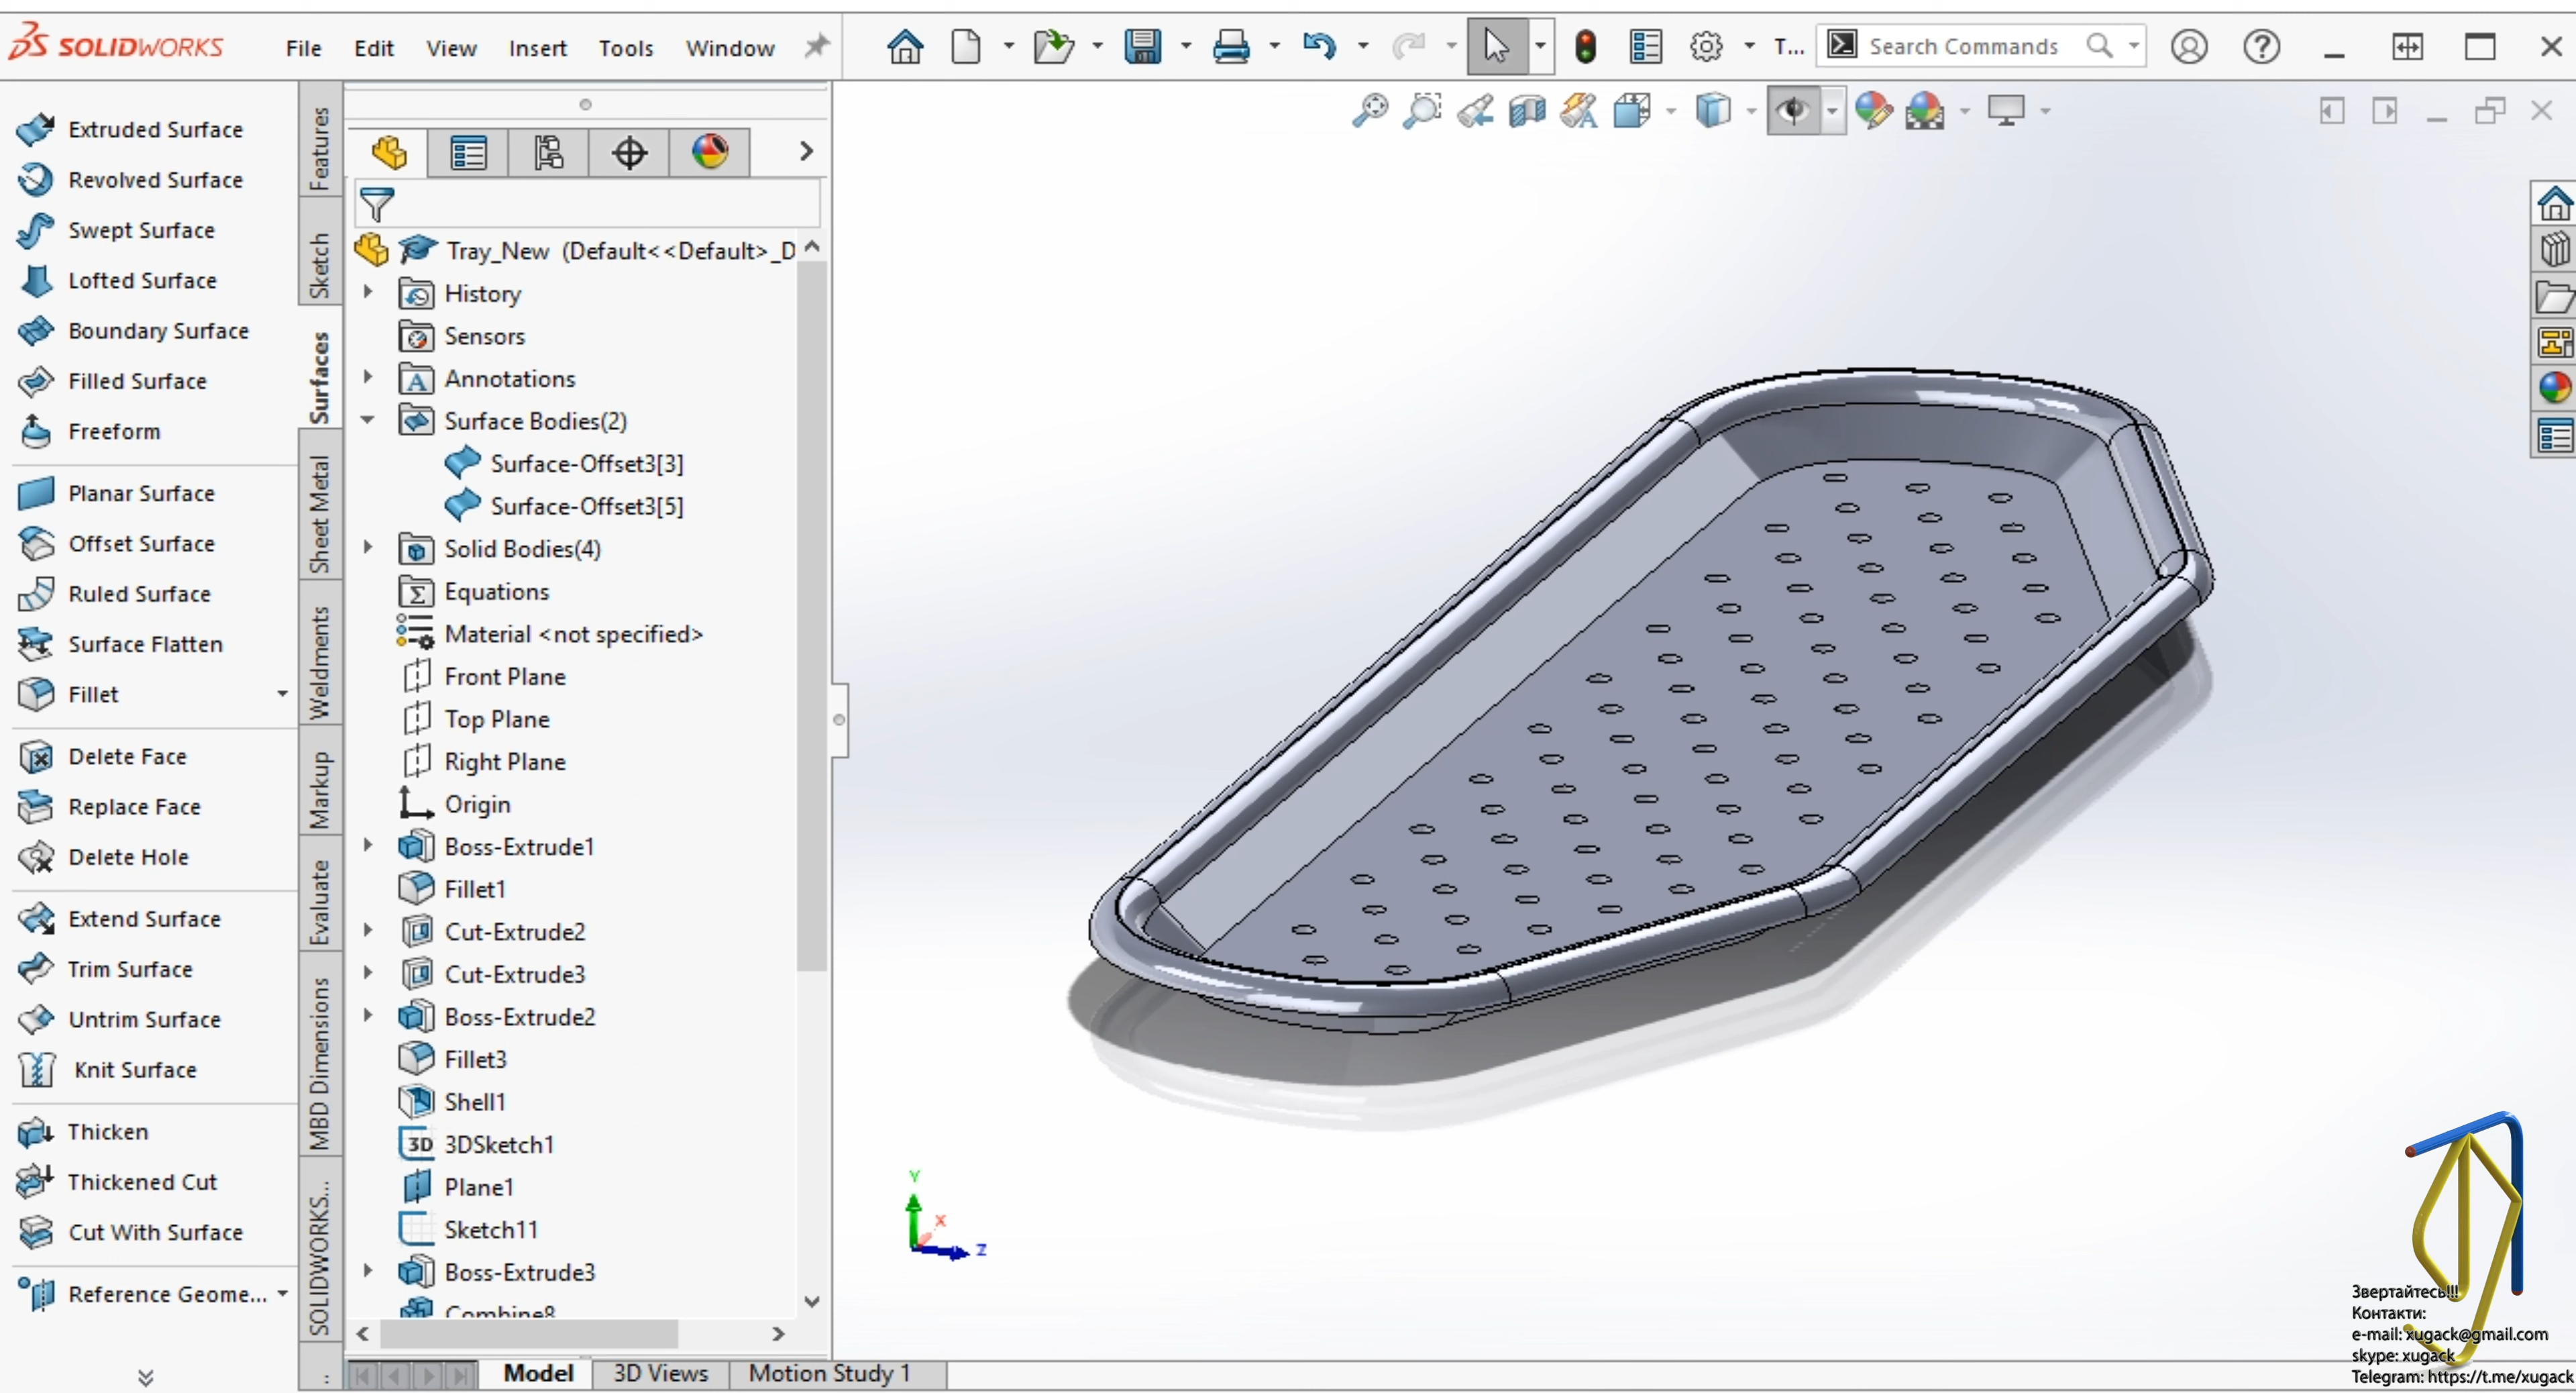 SOLIDWORKS
File Edit View Insert Tools Window
T... Search Commands
Extruded Surface
Revolved Surface
Swept Surface
Lofted Surface
Boundary Surface
Filled Surface
Freeform
Planar Surface
Offset Surface
Ruled Surface
Surface Flatten
Fillet
Delete Face
Replace Face
Delete Hole
Extend Surface
Trim Surface
Untrim Surface
Knit Surface
Thicken
Thickened Cut
Cut With Surface
Reference Geome...
Features
Sketch
Surfaces
Sheet Metal
Weldments
Markup
Evaluate
MBD Dimensions
SOLIDWORKS...
Tray_New (Default<<Default>_D
History
Sensors
Annotations
Surface Bodies(2)
Surface-Offset3[3]
Surface-Offset3[5]
Solid Bodies(4)
Equations
Material <not specified>
Front Plane
Top Plane
Right Plane
Origin
Boss-Extrude1
Fillet1
Cut-Extrude2
Cut-Extrude3
Boss-Extrude2
Fillet3
Shell1
3D 3DSketch1
Plane1
Sketch11
Boss-Extrude3
Combine8
Model 3D Views Motion Study 1
Y
X
Z
Звертайтесь!!!
Контакти:
e-mail: xugack@gmail.com
skype: xugack
Telegram: https://t.me/xugack